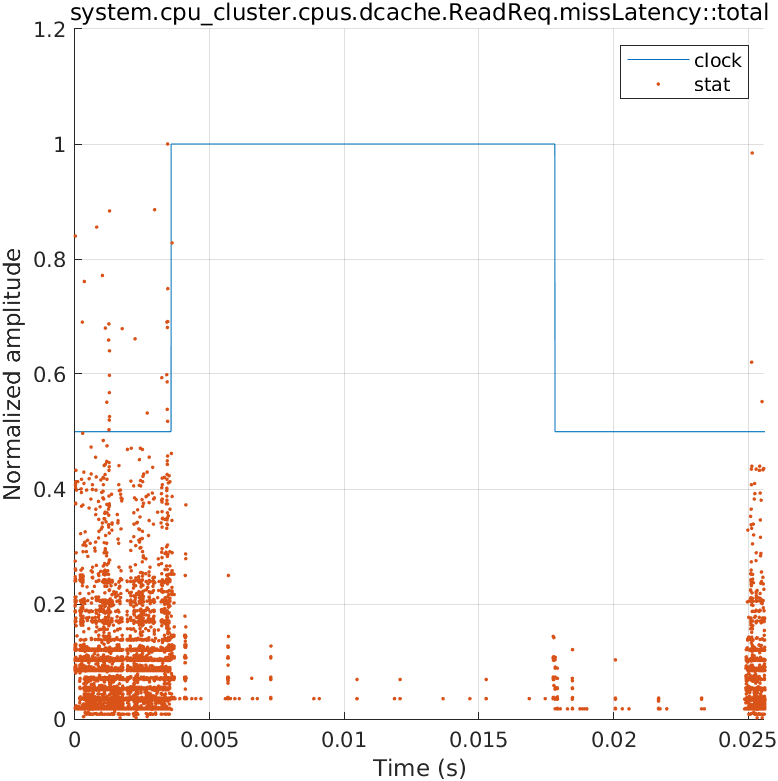 system.cpu_cluster.cpus.dcache.ReadReq.missLatency::total
1.2
clock
stat
1
0.8
0.6
0.4
0.2
0
Normalized amplitude
0 0.005 0.01 0.015 0.02 0.025
Time (s)